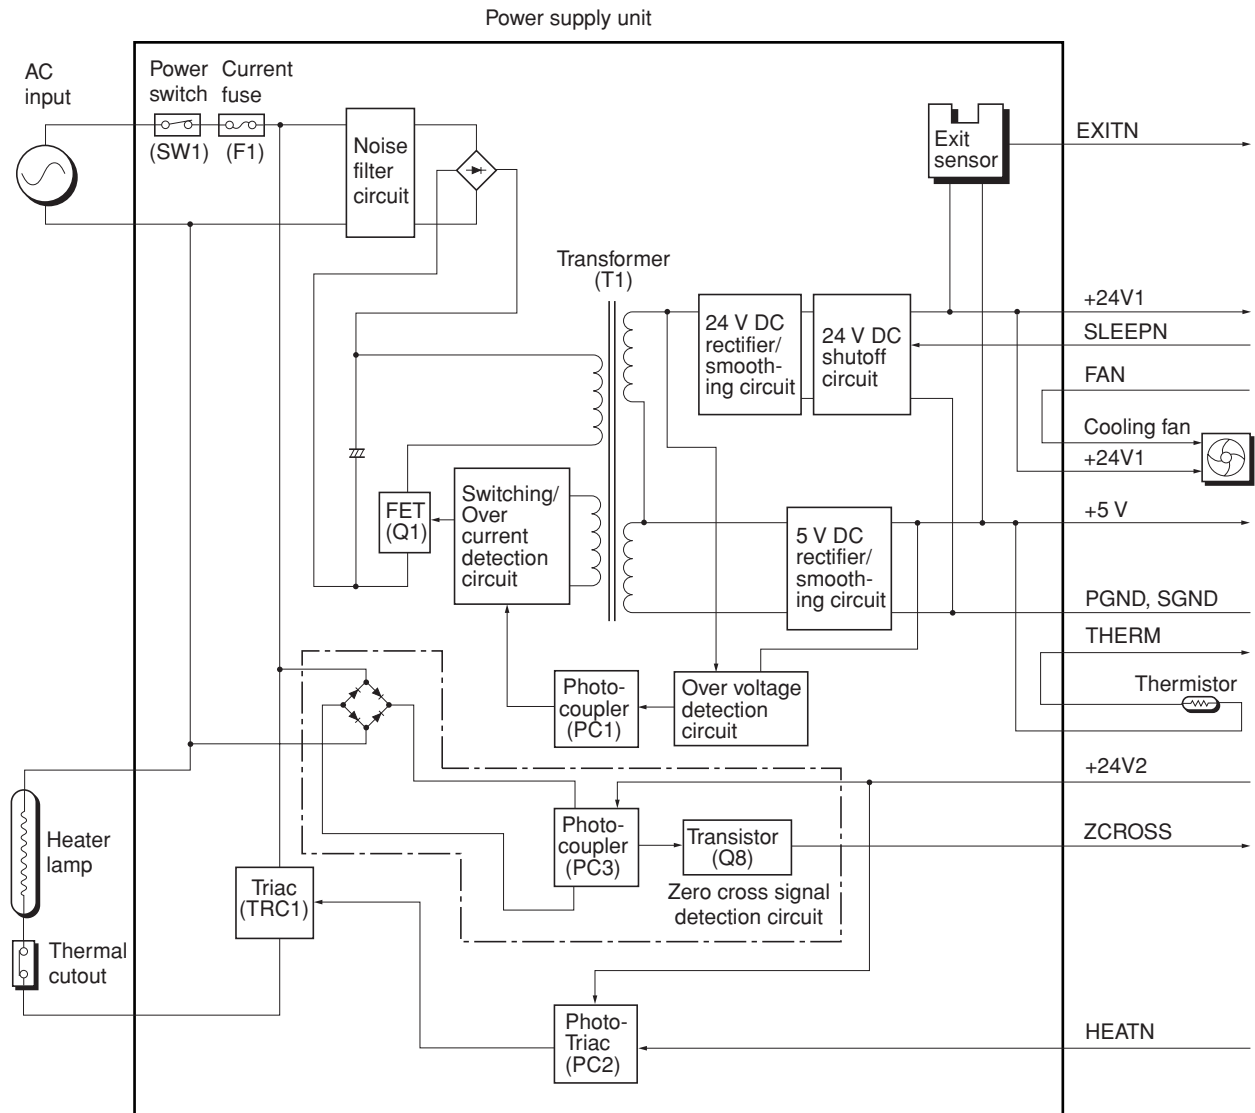 Power supply unit
AC
input
Power
switch
(SW1)
Current
fuse
(F1)
Noise
filter
circuit
Exit
sensor
EXITN
Transformer
(T1)
24 V DC
rectifier/
smooth-
ing circuit
24 V DC
shutoff
circuit
+24V1
SLEEPN
FAN
Cooling fan
+24V1
FET
(Q1)
Switching/
Over
current
detection
circuit
5 V DC
rectifier/
smooth-
ing circuit
+5 V
PGND, SGND
THERM
Thermistor
Photo-
coupler
(PC1)
Over voltage
detection
circuit
+24V2
Heater
lamp
Photo-
coupler
(PC3)
Transistor
(Q8)
ZCROSS
Zero cross signal
detection circuit
Triac
(TRC1)
Thermal
cutout
Photo-
Triac
(PC2)
HEATN